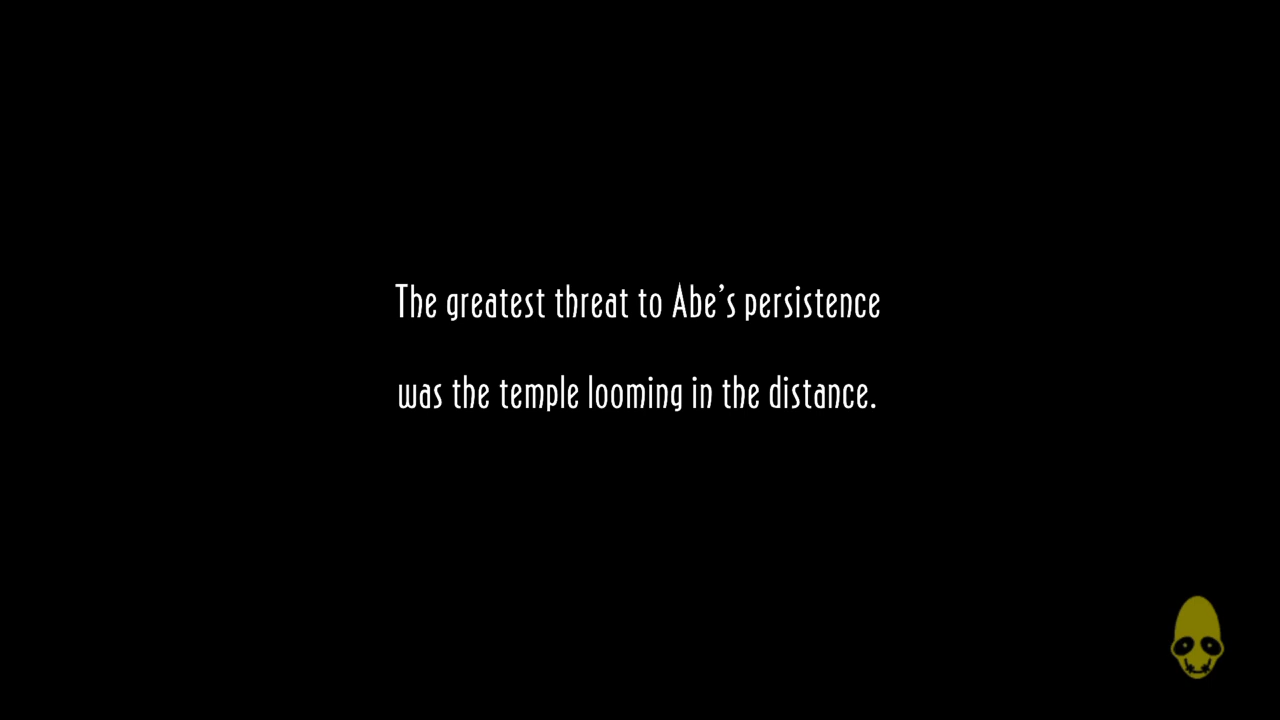 The greatest threat to Abe’s persistence
was the temple looming in the distance.